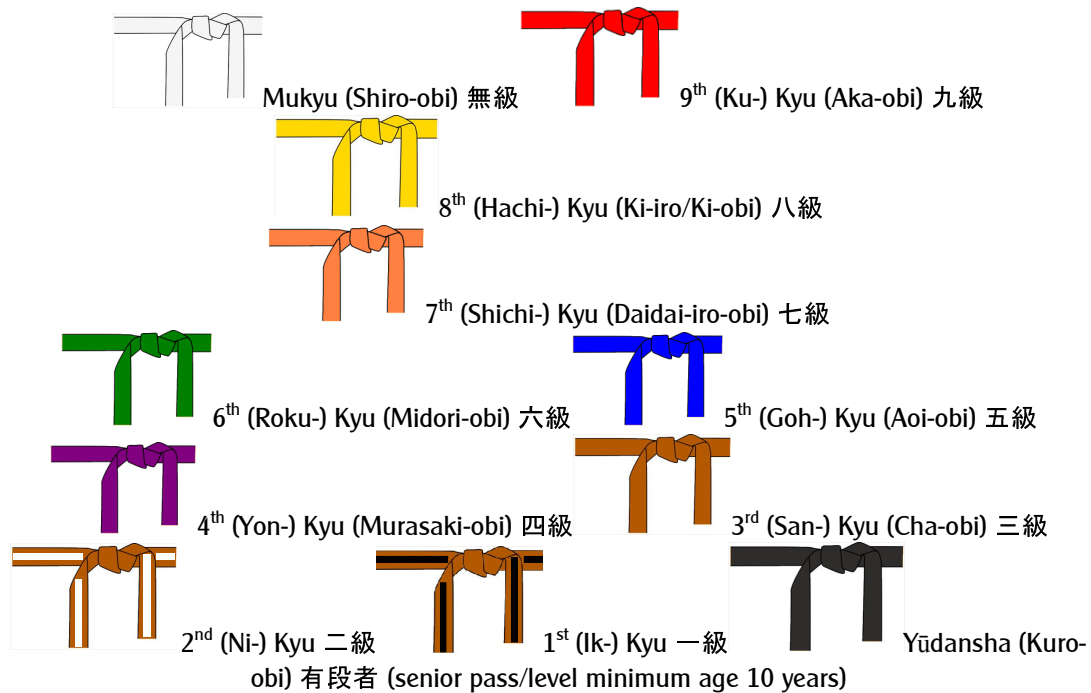 Mukyu (Shiro-obi) 無級 9th (Ku-) Kyu (Aka-obi) 九級
8th (Hachi-) Kyu (Ki-iro/Ki-obi) 八級
7th (Shichi-) Kyu (Daidai-iro-obi) 七級
6th (Roku-) Kyu (Midori-obi) 六級 5th (Goh-) Kyu (Aoi-obi) 五級
4th (Yon-) Kyu (Murasaki-obi) 四級 3rd (San-) Kyu (Cha-obi) 三級
2nd (Ni-) Kyu 二級 1st (Ik-) Kyu 一級 Yūdansha (Kuro-
obi) 有段者 (senior pass/level minimum age 10 years)